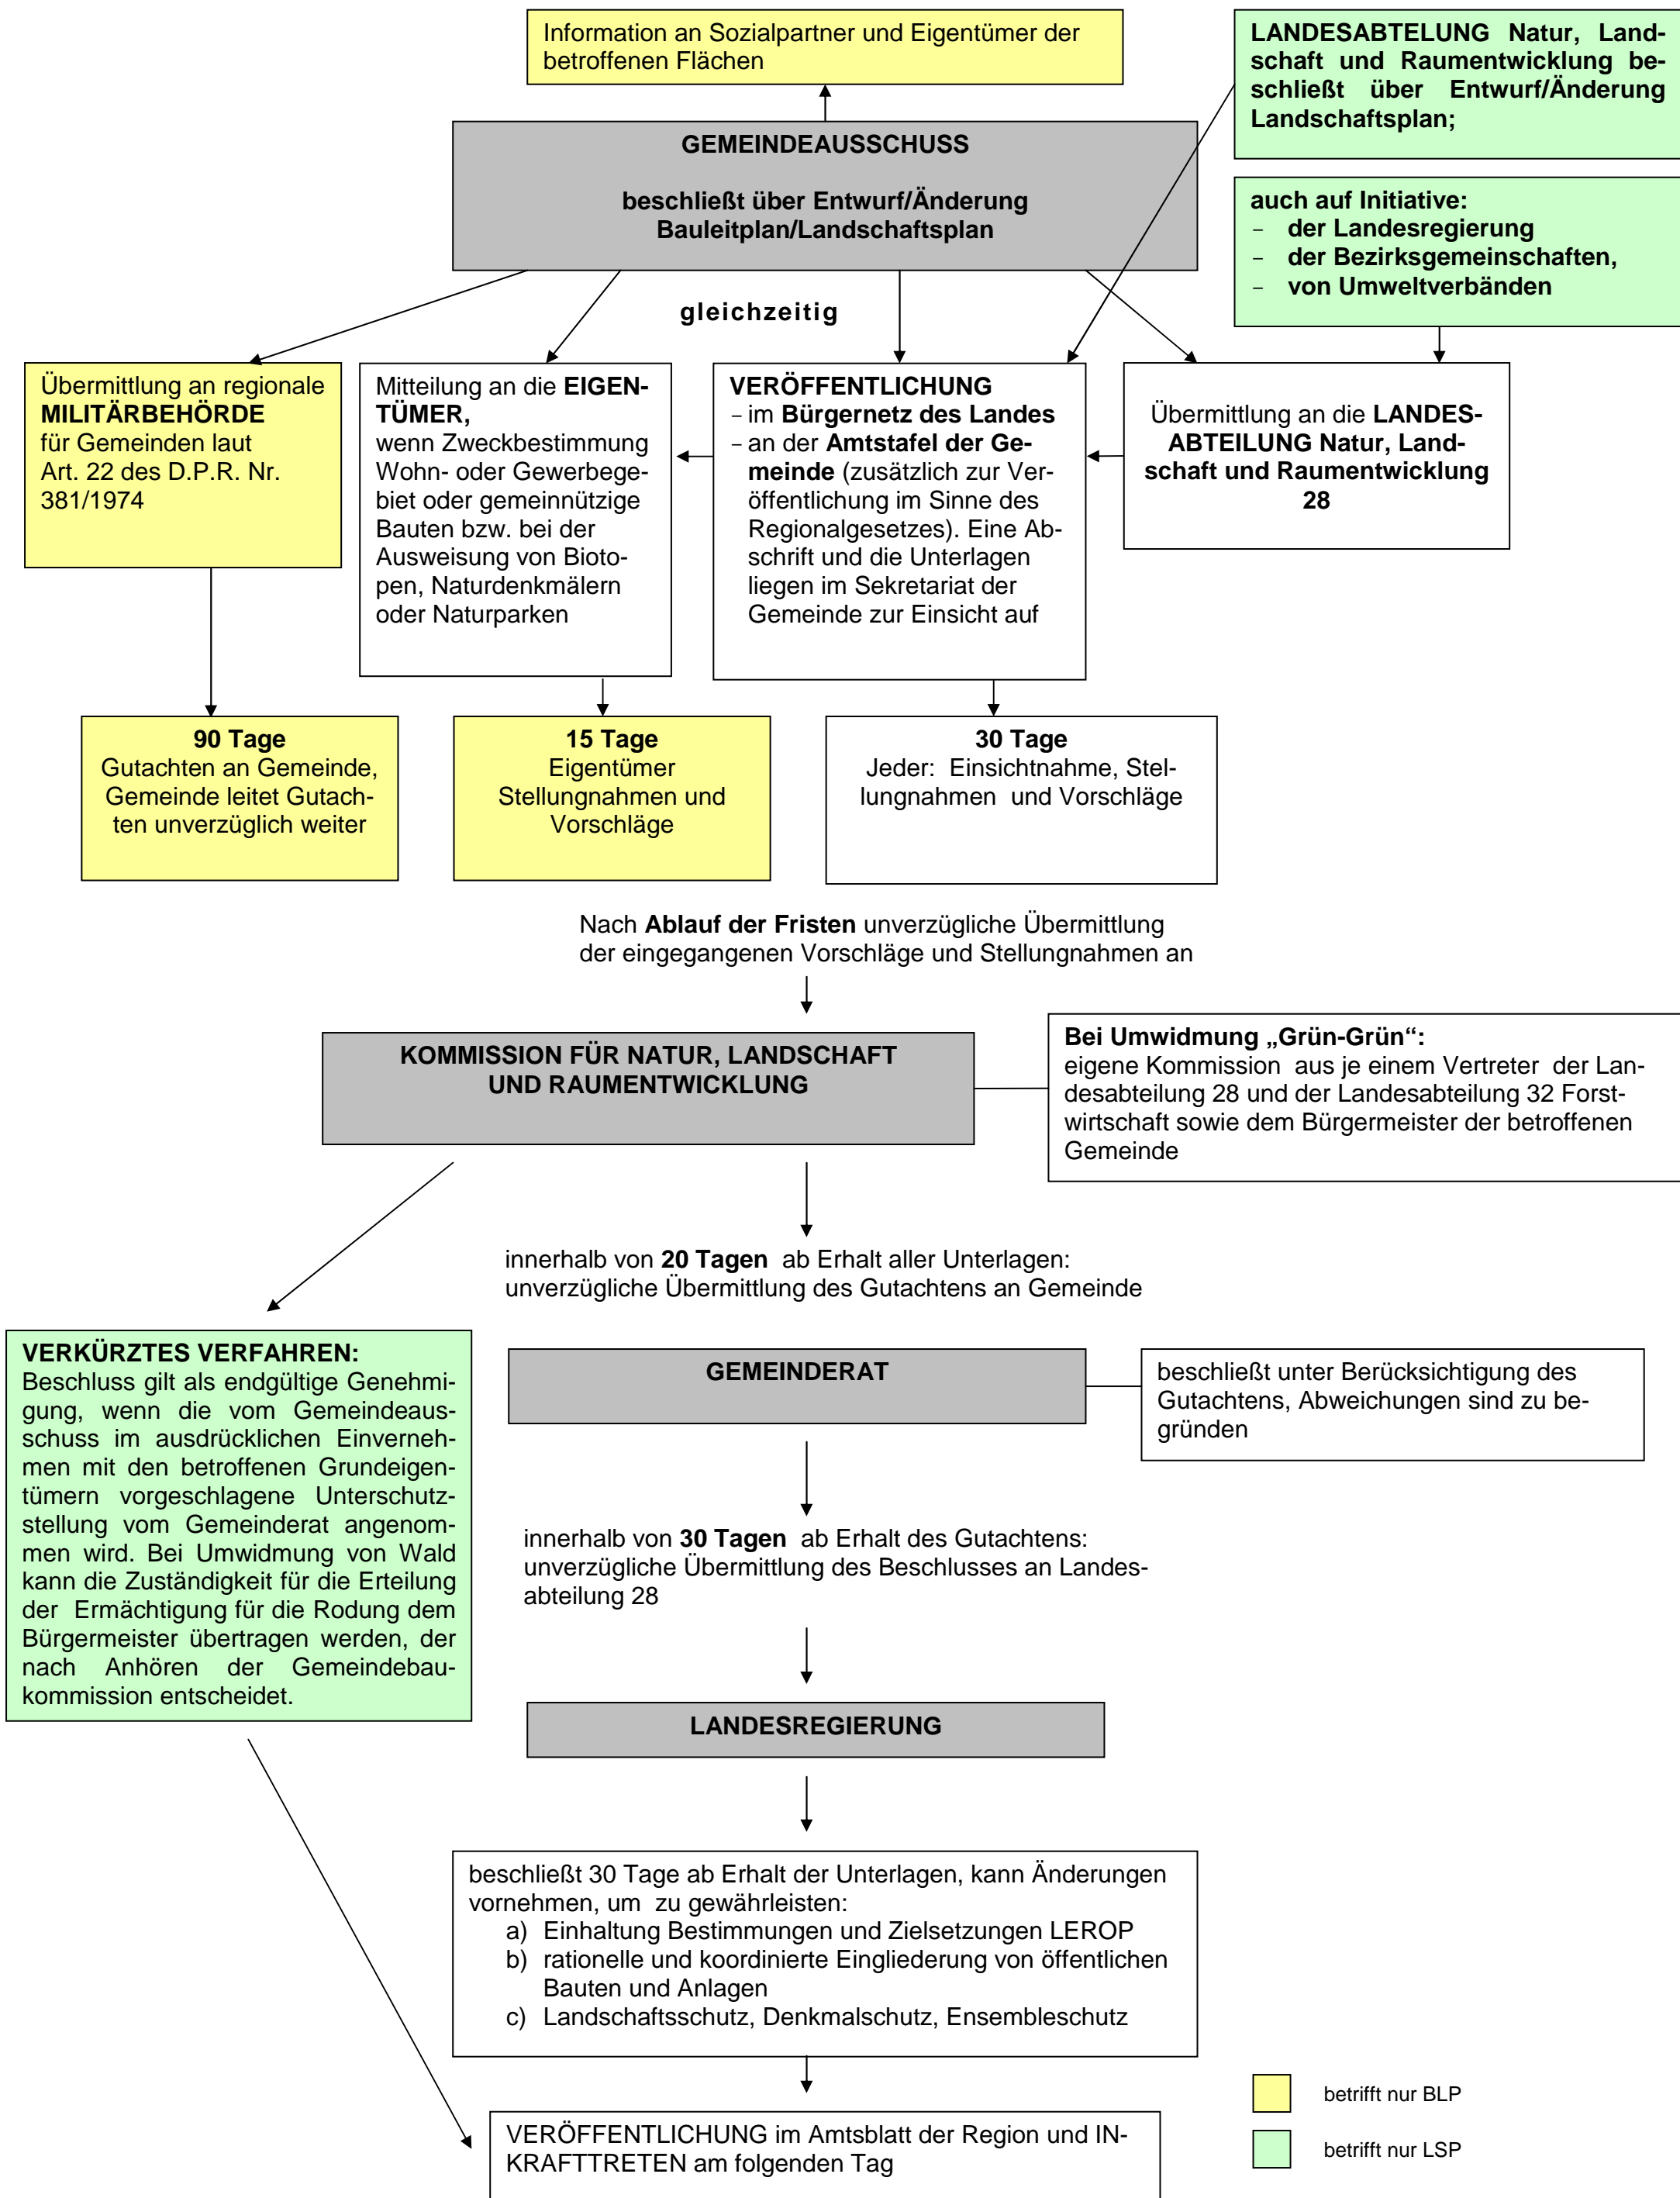 Information an Sozialpartner und Eigentümer der
betroffenen Flächen
LANDESABTELUNG Natur, Land-
schaft und Raumentwicklung be-
schließt über Entwurf/Änderung
Landschaftsplan;
GEMEINDEAUSSCHUSS
beschließt über Entwurf/Änderung
Bauleitplan/Landschaftsplan
auch auf Initiative:
– der Landesregierung
– der Bezirksgemeinschaften,
– von Umweltverbänden
gleichzeitig
Übermittlung an regionale
MILITÄRBEHÖRDE
für Gemeinden laut
Art. 22 des D.P.R. Nr.
381/1974
Mitteilung an die EIGEN-
TÜMER,
wenn Zweckbestimmung
Wohn- oder Gewerbege-
biet oder gemeinnützige
Bauten bzw. bei der
Ausweisung von Bioto-
pen, Naturdenkmälern
oder Naturparken
VERÖFFENTLICHUNG
– im Bürgernetz des Landes
– an der Amtstafel der Ge-
meinde (zusätzlich zur Ver-
öffentlichung im Sinne des
Regionalgesetzes). Eine Ab-
schrift und die Unterlagen
liegen im Sekretariat der
Gemeinde zur Einsicht auf
Übermittlung an die LANDES-
ABTEILUNG Natur, Land-
schaft und Raumentwicklung
28
90 Tage
Gutachten an Gemeinde,
Gemeinde leitet Gutach-
ten unverzüglich weiter
15 Tage
Eigentümer
Stellungnahmen und
Vorschläge
30 Tage
Jeder: Einsichtnahme, Stel-
lungnahmen und Vorschläge
Nach Ablauf der Fristen unverzügliche Übermittlung
der eingegangenen Vorschläge und Stellungnahmen an
KOMMISSION FÜR NATUR, LANDSCHAFT
UND RAUMENTWICKLUNG
Bei Umwidmung „Grün-Grün“:
eigene Kommission aus je einem Vertreter der Lan-
desabteilung 28 und der Landesabteilung 32 Forst-
wirtschaft sowie dem Bürgermeister der betroffenen
Gemeinde
innerhalb von 20 Tagen ab Erhalt aller Unterlagen:
unverzügliche Übermittlung des Gutachtens an Gemeinde
VERKÜRZTES VERFAHREN:
Beschluss gilt als endgültige Genehmi-
gung, wenn die vom Gemeindeaus-
schuss im ausdrücklichen Einverneh-
men mit den betroffenen Grundeigen-
tümern vorgeschlagene Unterschutz-
stellung vom Gemeinderat angenom-
men wird. Bei Umwidmung von Wald
kann die Zuständigkeit für die Erteilung
der Ermächtigung für die Rodung dem
Bürgermeister übertragen werden, der
nach Anhören der Gemeindebau-
kommission entscheidet.
GEMEINDERAT
beschließt unter Berücksichtigung des
Gutachtens, Abweichungen sind zu be-
gründen
innerhalb von 30 Tagen ab Erhalt des Gutachtens:
unverzügliche Übermittlung des Beschlusses an Landes-
abteilung 28
LANDESREGIERUNG
beschließt 30 Tage ab Erhalt der Unterlagen, kann Änderungen
vornehmen, um zu gewährleisten:
a) Einhaltung Bestimmungen und Zielsetzungen LEROP
b) rationelle und koordinierte Eingliederung von öffentlichen
Bauten und Anlagen
c) Landschaftsschutz, Denkmalschutz, Ensembleschutz
VERÖFFENTLICHUNG im Amtsblatt der Region und IN-
KRAFTTRETEN am folgenden Tag
betrifft nur BLP
betrifft nur LSP